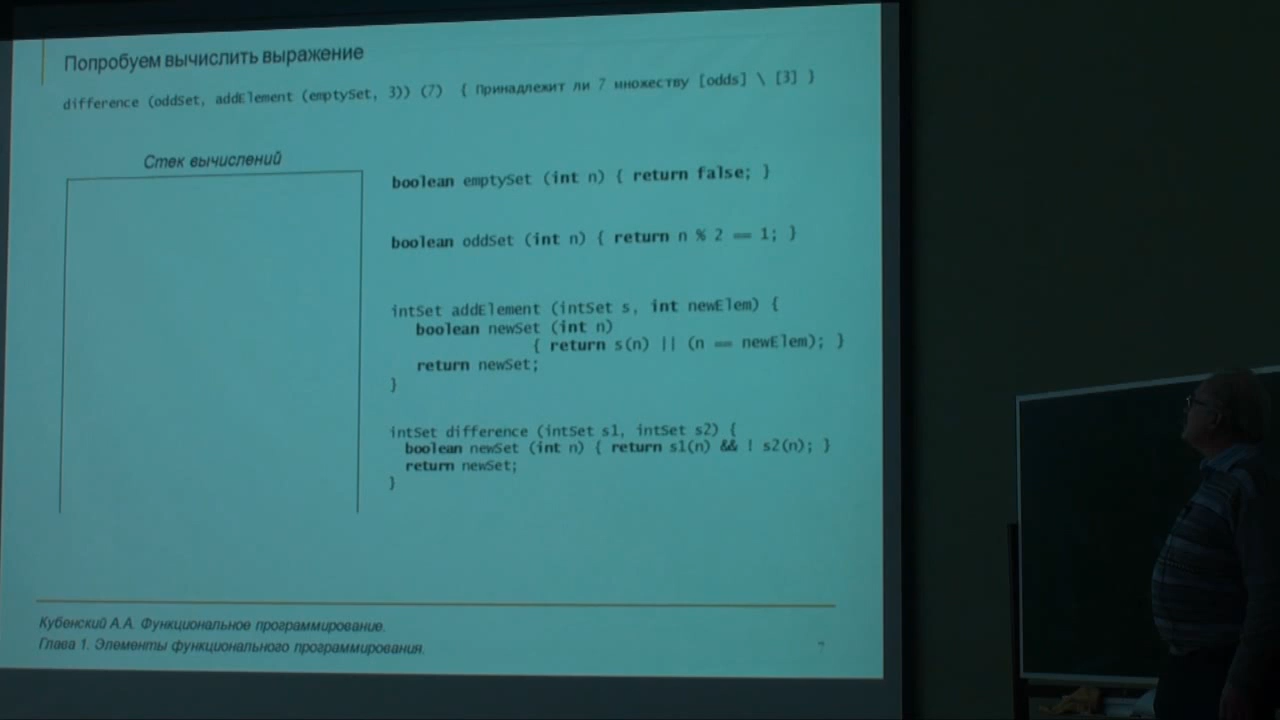 Попробуем вычислить выражение
difference (oddSet, addElement (emptySet, 3)) (7) { Принадлежит ли 7 множеству [odds] \ [3] }
Стек вычислений
boolean emptySet (int n) { return false; }
boolean oddSet (int n) { return n % 2 == 1; }
intSet addElement (intSet s, int newElem) {
boolean newSet (int n)
{ return s(n) || (n == newElem); }
return newSet;
}
intSet difference (intSet s1, intSet s2) {
boolean newSet (int n) { return s1(n) && ! s2(n); }
return newSet;
}
Кубенский А.А. Функциональное программирование.
Глава 1. Элементы функционального программирования.
7